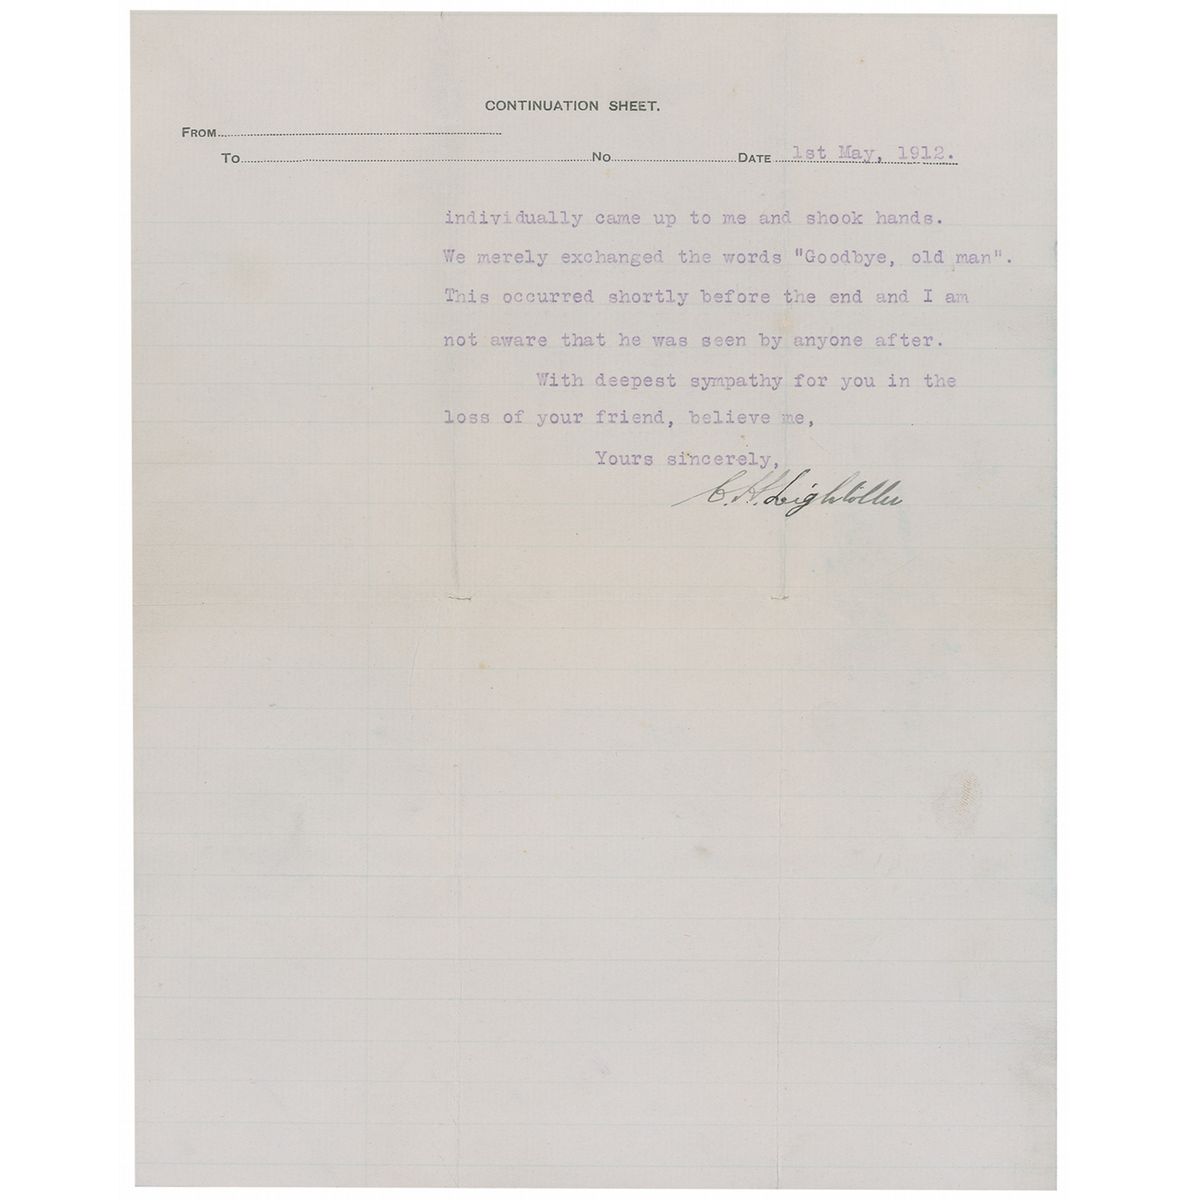 CONTINUATION SHEET.
FROM
TO NO. DATE 1st May, 1912.
individually came up to me and shook hands.
We merely exchanged the words "Goodbye, old man".
This occurred shortly before the end and I am
not aware that he was seen by anyone after.
With deepest sympathy for you in the
loss of your friend, believe me,
Yours sincerely,
C. H. Lightoller